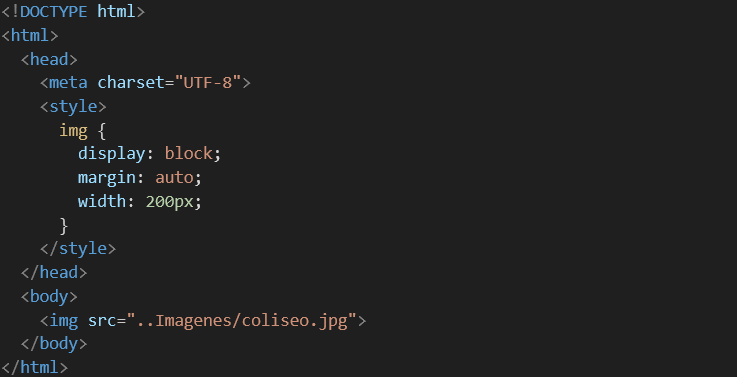 <!DOCTYPE html>
<html>
  <head>
    <meta charset="UTF-8">
    <style>
      img {
        display: block;
        margin: auto;
        width: 200px;
      }
    </style>
  </head>
  <body>
    <img src="..Imagenes/coliseo.jpg">
  </body>
</html>